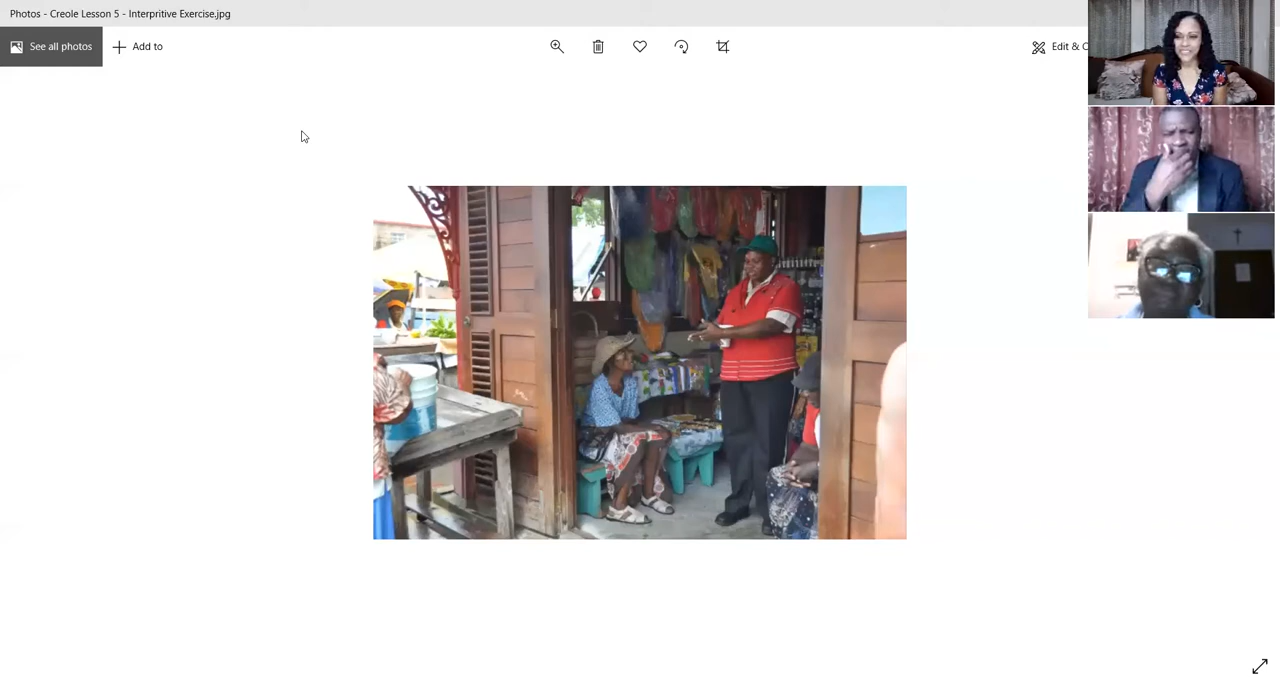 Photos - Creole Lesson 5 - Interpritive Exercise.jpg
See all photos
Add to
Edit & C